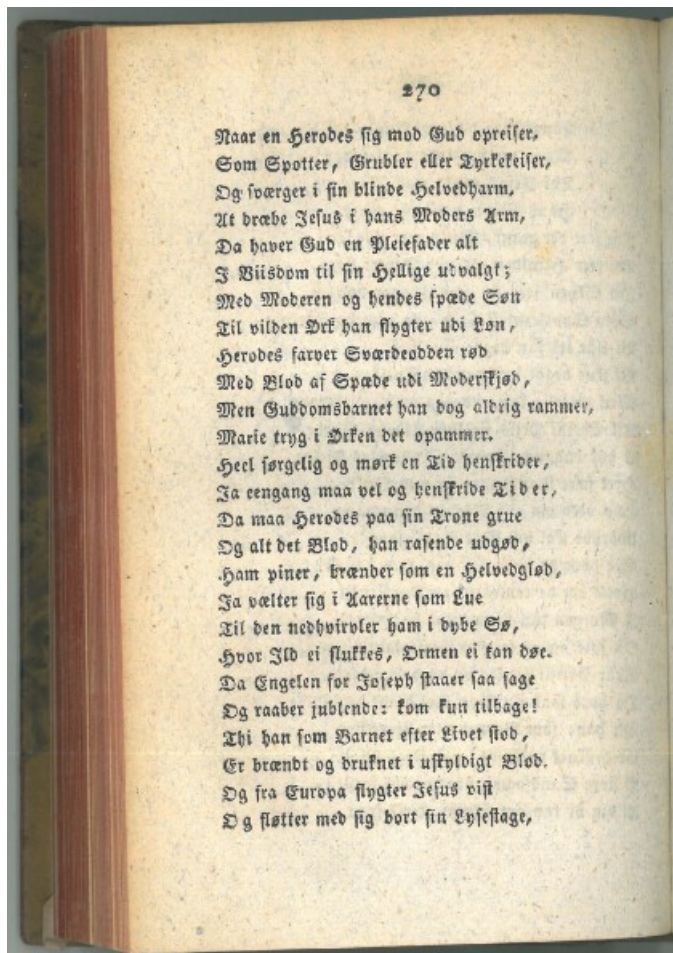 270
Naar en Herodes sig mod Gud opreiser,
Som Spotter, Grubler eller Tyrkekeiser,
Og sværger i sin blinde Helvedharm,
At dræbe Jesus i hans Moders Arm,
Da haver Gud en Pleiefader alt
I Viisdom til sin Hellige udvalgt;
Med Moderen og hendes spæde Søn
Til vilden Ørk han flygter udi Løn,
Herodes farver Sværdeodden rød
Med Blod af Spæde udi Moderskjød,
Men Guddomsbarnet han dog aldrig rammer,
Marie tryg i Ørken det opammer.
Heel sørgelig og mørk en Tid henskrider,
Ja eengang maa vel og henskride Tider,
Da maa Herodes paa sin Trone grue
Og alt det Blod, han rasende udgød,
Ham piner, brænder som en Helvedglød,
Ja vælter sig i Aarerne som Lue
Til den nedhvirvler ham i dybe Sø,
Hvor Ild ei slukkes, Ormen ei kan døe.
Da Engelen for Joseph staaer saa sage
Og raaber jublende: kom kun tilbage!
Thi han som Barnet efter Livet stod,
Er brændt og druknet i uskyldigt Blod.
Og fra Europa flygter Jesus vist
Og fløtter med sig bort sin Lysestage,